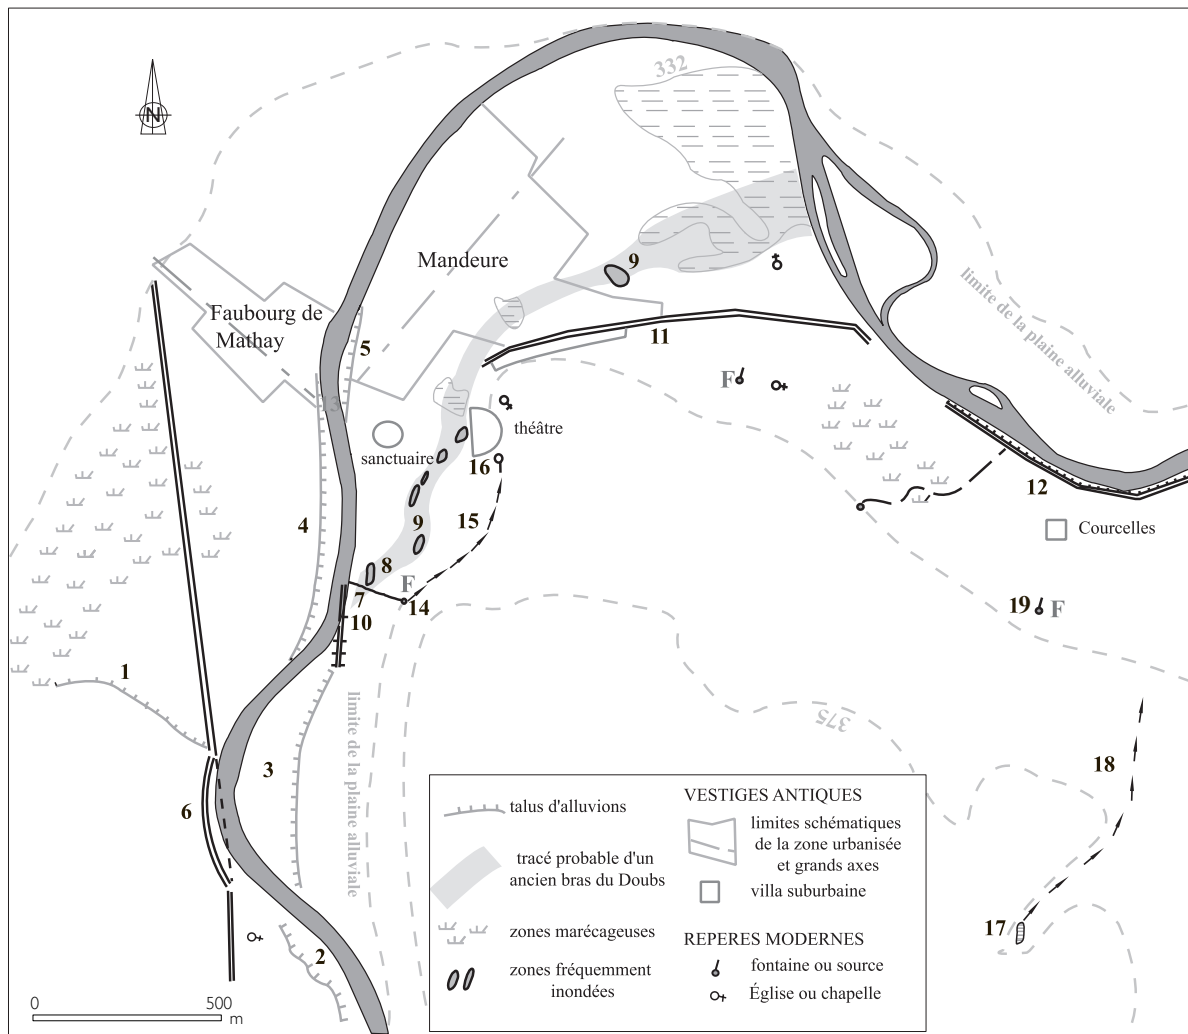 N
332
Mandeure
9
Faubourg de
Mathay
5
11
limite de la plaine alluviale
13
F
théâtre
sanctuaire
16
12
4
15
9
Courcelles
8
F
7
14
10
19
F
1
limite de la plaine alluviale
375
3
18
6
17
2
0
500
m
talus d'alluvions
tracé probable d'un
ancien bras du Doubs
zones marécageuses
zones fréquemment
inondées
VESTIGES ANTIQUES
limites schématiques
de la zone urbanisée
et grands axes
villa suburbaine
REPERES MODERNES
fontaine ou source
Église ou chapelle